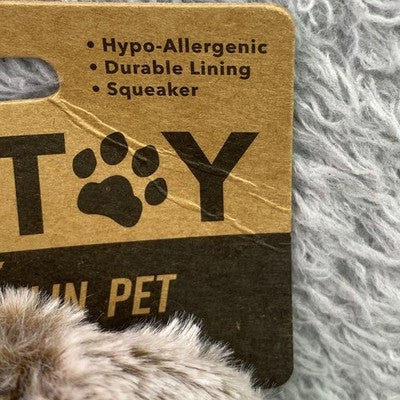 • Hypo-Allergenic
• Durable Lining
• Squeaker
TOY
IN PET